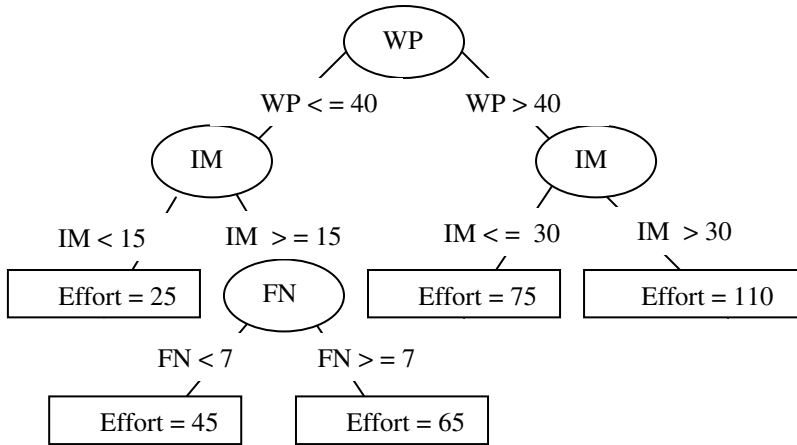 WP
WP < = 40
WP > 40
IM
IM
IM < 15
IM > = 15
IM <= 30
IM > 30
Effort = 25
FN
Effort = 75
Effort = 110
FN < 7
FN > = 7
Effort = 45
Effort = 65